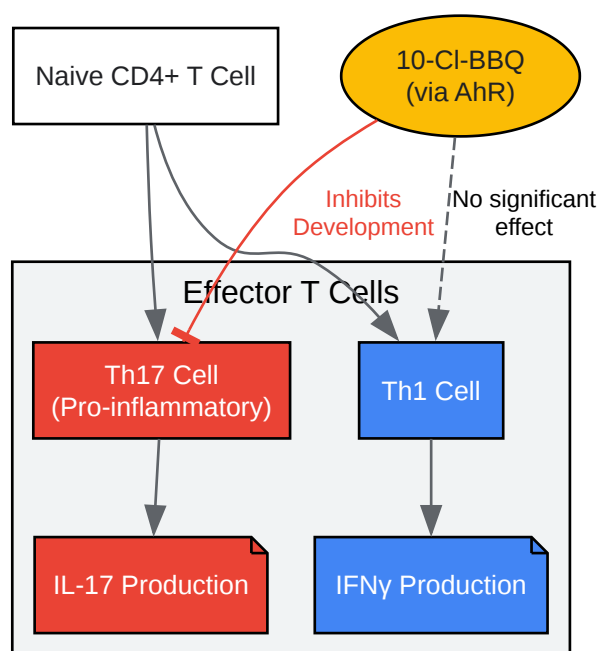 Naive CD4+ T Cell
10-Cl-BBQ
(via AhR)
Inhibits
Development
No significant
effect
Effector T Cells
Th17 Cell
(Pro-inflammatory)
Th1 Cell
IL-17 Production
IFNγ Production